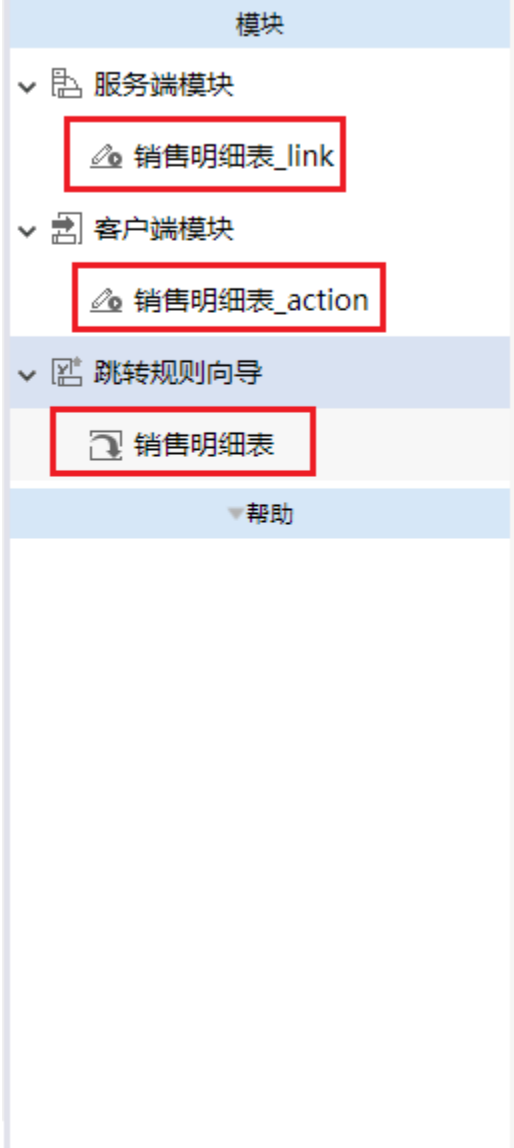 模块
服务端模块
销售明细表_link
客户端模块
销售明细表_action
跳转规则向导
销售明细表
帮助